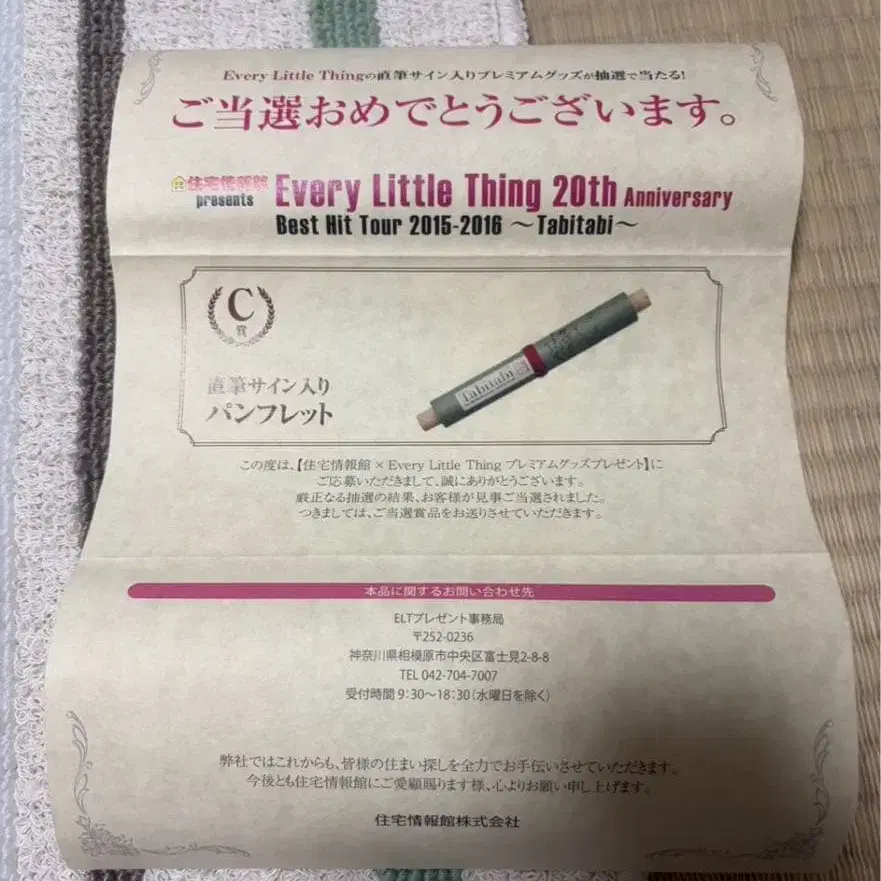 Every Little Thingの直筆サイン入りプレミアムグッズが抽選で当たる!
ご当選おめでとうございます。
住宅情報館
presents
Every Little Thing 20th Anniversary
Best Hit Tour 2015-2016 ～Tabitabi～
C
賞
直筆サイン入り
パンフレット
Tabitabi
この度は、【住宅情報館×Every Little Thing プレミアムグッズプレゼント】に
ご応募いただきまして、誠にありがとうございます。
厳正なる抽選の結果、お客様が見事ご当選されました。
つきましては、ご当選賞品をお送りさせていただきます。
本品に関するお問い合わせ先
ELTプレゼント事務局
〒252-0236
神奈川県相模原市中央区富士見2-8-8
TEL 042-704-7007
受付時間 9:30～18:30(水曜日を除く)
弊社ではこれからも、皆様の住まい探しを全力でお手伝いさせていただきます。
今後とも住宅情報館にご愛顧賜ります様、心よりお願い申し上げます。
住宅情報館株式会社